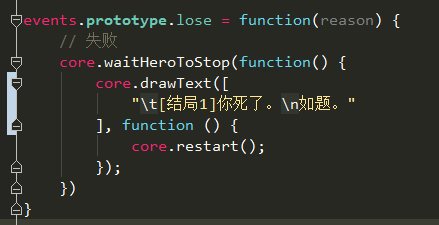 events.prototype.lose = function(reason) {
    // 失败
    core.waitHeroToStop(function() {
        core.drawText([
            "\t[结局1]你死了。\n如题。"
        ], function () {
            core.restart();
        });
    })
}